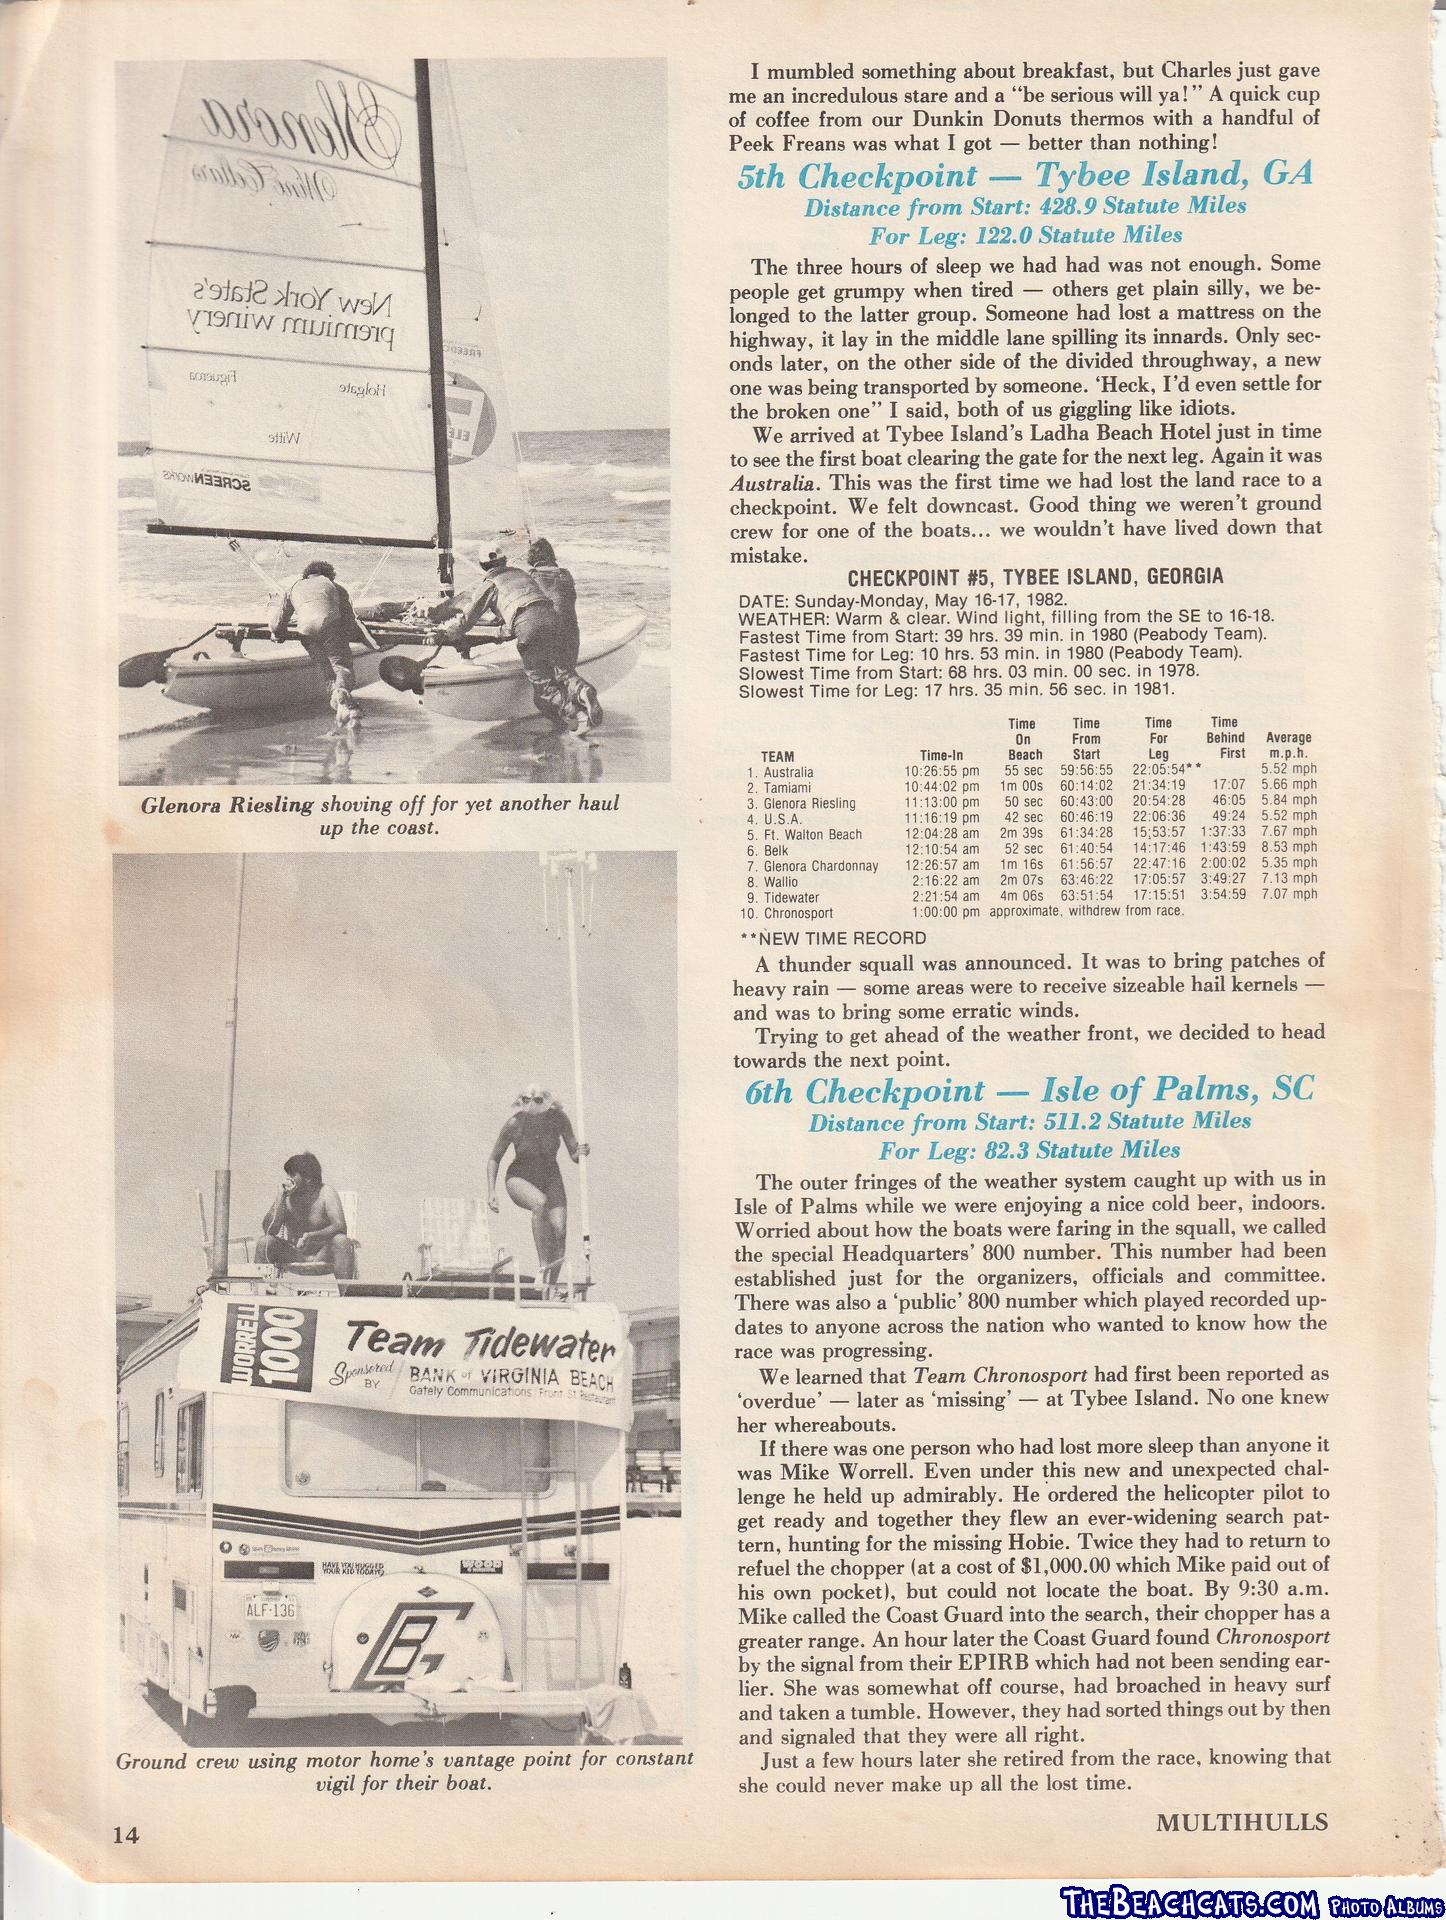 Glenora
Wine Cellars
New York State's
premium winery
Figueroa
Holgate
Witte
SCREENWORKS
Glenora Riesling shoving off for yet another haul
up the coast.
WORRELL
1000
Team Tidewater
Sponsored
BY
BANK of VIRGINIA BEACH
Gately Communications Front St Restaurant
HAVE YOU HUGGED
YOUR KID TODAY?
ALF-136
Ground crew using motor home's vantage point for constant
vigil for their boat.
14
I mumbled something about breakfast, but Charles just gave
me an incredulous stare and a “be serious will ya!” A quick cup
of coffee from our Dunkin Donuts thermos with a handful of
Peek Freans was what I got — better than nothing!
5th Checkpoint — Tybee Island, GA
Distance from Start: 428.9 Statute Miles
For Leg: 122.0 Statute Miles
The three hours of sleep we had had was not enough. Some
people get grumpy when tired — others get plain silly, we be-
longed to the latter group. Someone had lost a mattress on the
highway, it lay in the middle lane spilling its innards. Only sec-
onds later, on the other side of the divided throughway, a new
one was being transported by someone. ‘Heck, I'd even settle for
the broken one” I said, both of us giggling like idiots.
We arrived at Tybee Island's Ladha Beach Hotel just in time
to see the first boat clearing the gate for the next leg. Again it was
Australia. This was the first time we had lost the land race to a
checkpoint. We felt downcast. Good thing we weren't ground
crew for one of the boats... we wouldn't have lived down that
mistake.
CHECKPOINT #5, TYBEE ISLAND, GEORGIA
DATE: Sunday-Monday, May 16-17, 1982.
WEATHER: Warm & clear. Wind light, filling from the SE to 16-18.
Fastest Time from Start: 39 hrs. 39 min. in 1980 (Peabody Team).
Fastest Time for Leg: 10 hrs. 53 min. in 1980 (Peabody Team).
Slowest Time from Start: 68 hrs. 03 min. 00 sec. in 1978.
Slowest Time for Leg: 17 hrs. 35 min. 56 sec. in 1981.
Time Time Time Time
On From For Behind Average
TEAM Time-In Beach Start Leg First m.p.h.
1. Australia 10:26:55 pm 55 sec 59:56:55 22:05:54** 5.52 mph
2. Tamiami 10:44:02 pm 1m 00s 60:14:02 21:34:19 17:07 5.66 mph
3. Glenora Riesling 11:13:00 pm 50 sec 60:43:00 20:54:28 46:05 5.84 mph
4. U.S.A. 11:16:19 pm 42 sec 60:46:19 22:06:36 49:24 5.52 mph
5. Ft. Walton Beach 12:04:28 am 2m 39s 61:34:28 15:53:57 1:37:33 7.67 mph
6. Belk 12:10:54 am 52 sec 61:40:54 14:17:46 1:43:59 8.53 mph
7. Glenora Chardonnay 12:26:57 am 1m 16s 61:56:57 22:47:16 2:00:02 5.35 mph
8. Wallio 2:16:22 am 2m 07s 63:46:22 17:05:57 3:49:27 7.13 mph
9. Tidewater 2:21:54 am 4m 06s 63:51:54 17:15:51 3:54:59 7.07 mph
10. Chronosport 1:00:00 pm approximate, withdrew from race.
**NEW TIME RECORD
A thunder squall was announced. It was to bring patches of
heavy rain — some areas were to receive sizeable hail kernels —
and was to bring some erratic winds.
Trying to get ahead of the weather front, we decided to head
towards the next point.
6th Checkpoint — Isle of Palms, SC
Distance from Start: 511.2 Statute Miles
For Leg: 82.3 Statute Miles
The outer fringes of the weather system caught up with us in
Isle of Palms while we were enjoying a nice cold beer, indoors.
Worried about how the boats were faring in the squall, we called
the special Headquarters' 800 number. This number had been
established just for the organizers, officials and committee.
There was also a ‘public’ 800 number which played recorded up-
dates to anyone across the nation who wanted to know how the
race was progressing.
We learned that Team Chronosport had first been reported as
‘overdue’ — later as ‘missing’ — at Tybee Island. No one knew
her whereabouts.
If there was one person who had lost more sleep than anyone it
was Mike Worrell. Even under this new and unexpected chal-
lenge he held up admirably. He ordered the helicopter pilot to
get ready and together they flew an ever-widening search pat-
tern, hunting for the missing Hobie. Twice they had to return to
refuel the chopper (at a cost of $1,000.00 which Mike paid out of
his own pocket), but could not locate the boat. By 9:30 a.m.
Mike called the Coast Guard into the search, their chopper has a
greater range. An hour later the Coast Guard found Chronosport
by the signal from their EPIRB which had not been sending ear-
lier. She was somewhat off course, had broached in heavy surf
and taken a tumble. However, they had sorted things out by then
and signaled that they were all right.
Just a few hours later she retired from the race, knowing that
she could never make up all the lost time.
MULTIHULLS
THEBEACHCATS.COM PHOTO ALBUMS